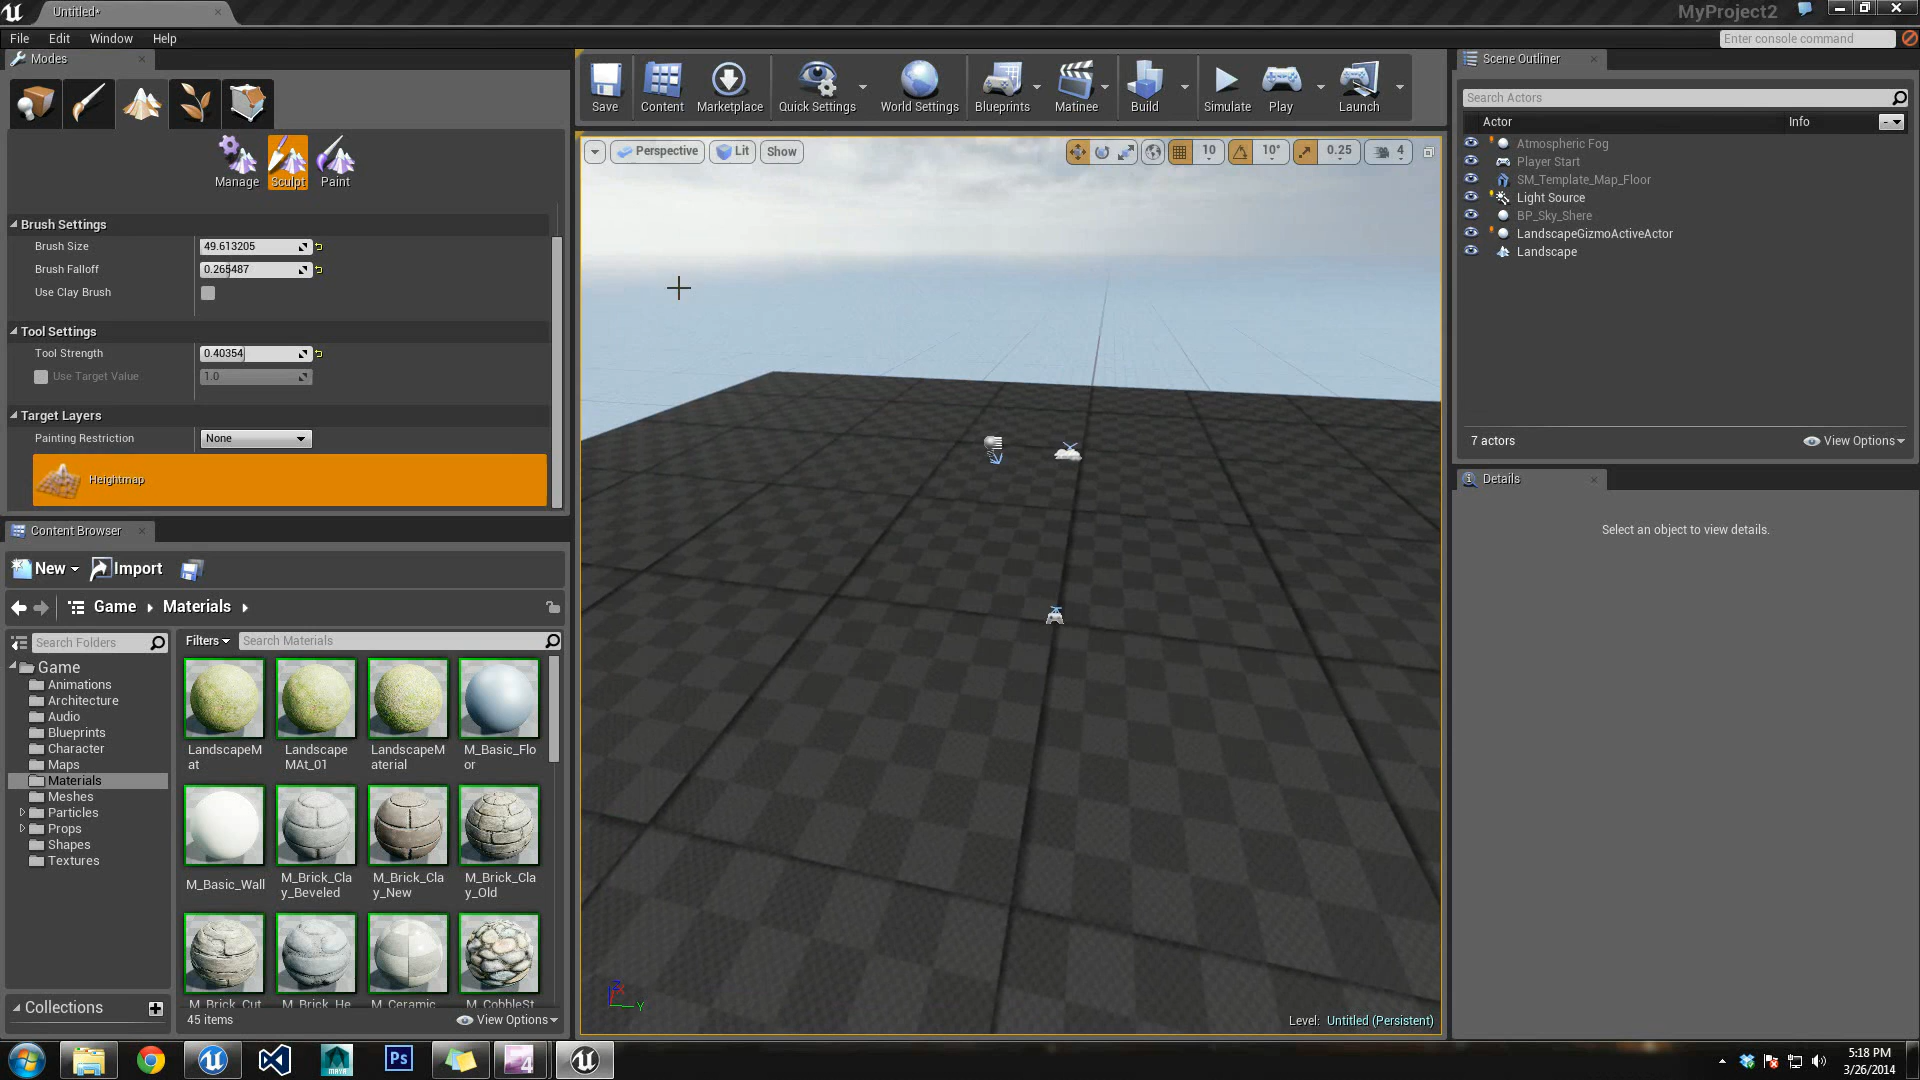 Untitled*
MyProject2
File Edit Window Help
Enter console command
Modes
Save Content Marketplace Quick Settings World Settings Blueprints Matinee Build Simulate Play Launch
Scene Outliner
Search Actors
Actor Info
Manage Sculpt Paint
Perspective Lit Show 10 10° 0.25 4
Atmospheric Fog
Player Start
SM_Template_Map_Floor
Light Source
BP_Sky_Shere
LandscapeGizmoActiveActor
Landscape
7 actors View Options
Brush Settings
Brush Size 49.613205
Brush Falloff 0.265487
Use Clay Brush
Tool Settings
Tool Strength 0.40354
Use Target Value 1.0
Target Layers
Painting Restriction None
Heightmap
Details
Select an object to view details.
Content Browser
New Import
Game Materials
Search Folders
Filters Search Materials
Game
Animations
Architecture
Audio
Blueprints
Character
Maps
Materials
Meshes
Particles
Props
Shapes
Textures
LandscapeM
at
Landscape
MAt_01
LandscapeM
aterial
M_Basic_Flo
or
M_Basic_Wall
M_Brick_Cla
y_Beveled
M_Brick_Cla
y_New
M_Brick_Cla
y_Old
M_Brick_Cut
M_Brick_He
M_Ceramic
M_CobbleSt
Collections
45 items View Options
Z
Y
Level: Untitled (Persistent)
MAYA
Ps
4
5:18 PM
3/26/2014